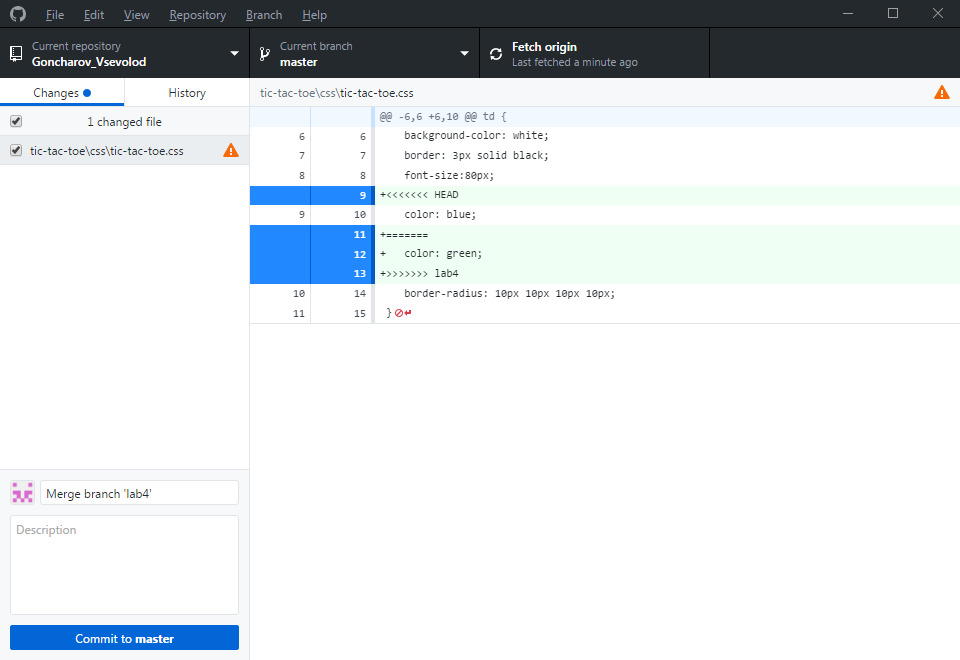 File Edit View Repository Branch Help
Current repository
Goncharov_Vsevolod
Current branch
master
Fetch origin
Last fetched a minute ago
Changes History
1 changed file
tic-tac-toe\css\tic-tac-toe.css
Merge branch 'lab4'
Description
Commit to master
tic-tac-toe\css\tic-tac-toe.css
@@ -6,6 +6,10 @@ td {
6 6 background-color: white;
7 7 border: 3px solid black;
8 8 font-size:80px;
9 +<<<<<<< HEAD
9 10 color: blue;
11 +=======
12 + color: green;
13 +>>>>>>> lab4
10 14 border-radius: 10px 10px 10px 10px;
11 15 }